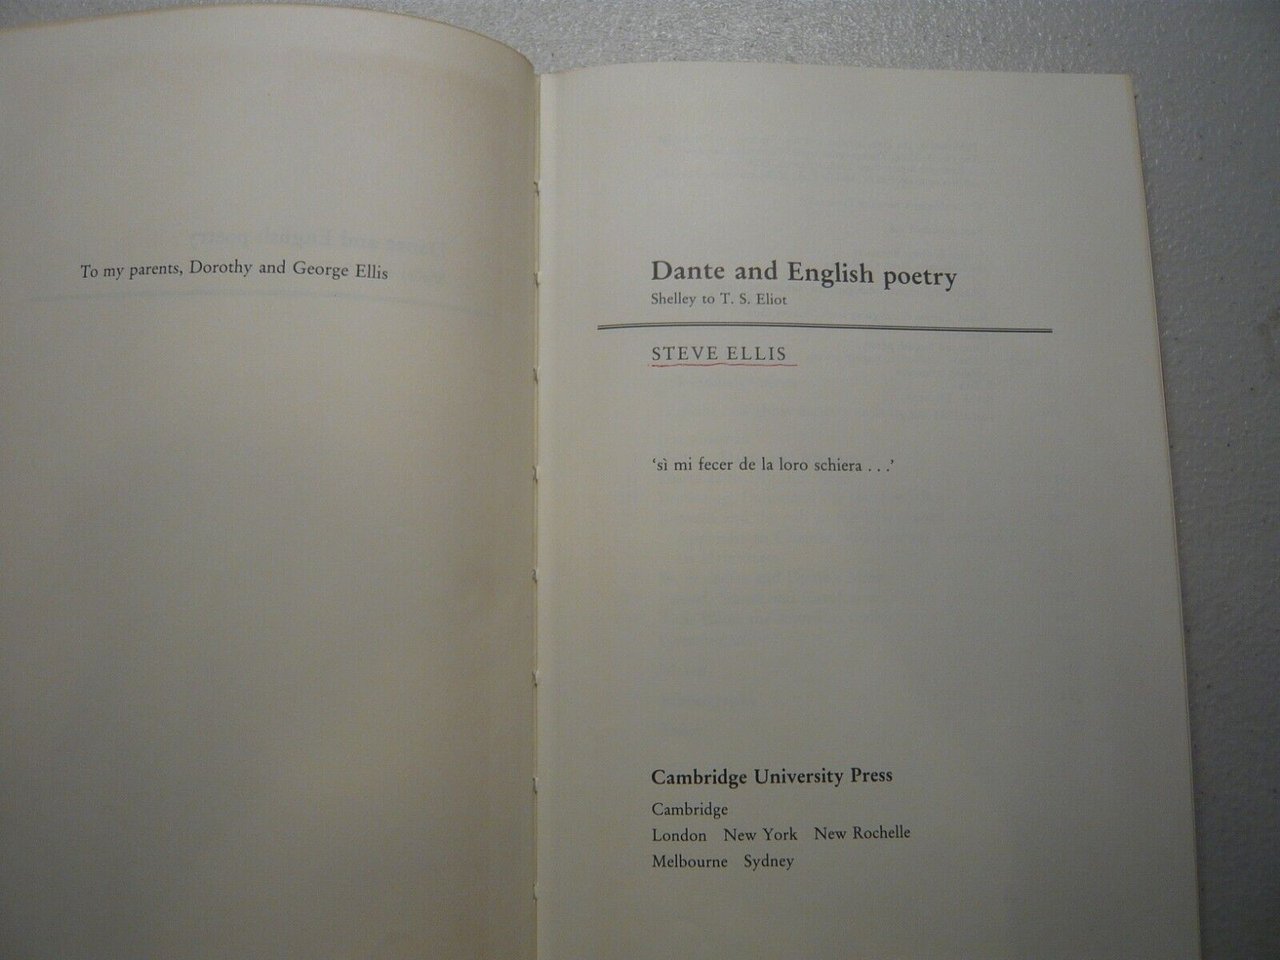 To my parents, Dorothy and George Ellis
Dante and English poetry
Shelley to T. S. Eliot
STEVE ELLIS
‘sì mi fecer de la loro schiera . . .’
Cambridge University Press
Cambridge
London New York New Rochelle
Melbourne Sydney